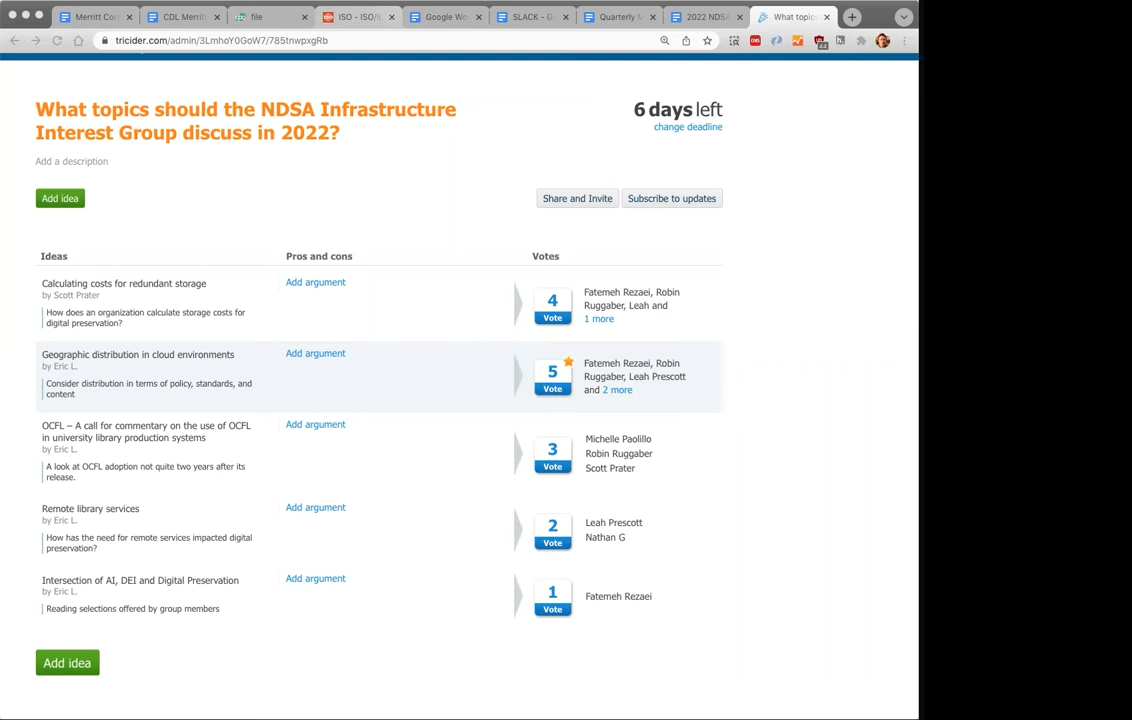 Merritt Con
CDL Merritt
file
ISO - ISO/IE
Google Wo
SLACK - G
Quarterly M
2022 NDSA
What topic
tricider.com/admin/3LmhoY0GoW7/785tnwpxgRb
What topics should the NDSA Infrastructure
Interest Group discuss in 2022?
6 days left
change deadline
Add a description
Add idea
Share and Invite
Subscribe to updates
Ideas
Pros and cons
Votes
Calculating costs for redundant storage
by Scott Prater
How does an organization calculate storage costs for
digital preservation?
Add argument
4
Vote
Fatemeh Rezaei, Robin
Ruggaber, Leah and
1 more
Geographic distribution in cloud environments
by Eric L.
Consider distribution in terms of policy, standards, and
content
Add argument
5
Vote
Fatemeh Rezaei, Robin
Ruggaber, Leah Prescott
and 2 more
OCFL – A call for commentary on the use of OCFL
in university library production systems
by Eric L.
A look at OCFL adoption not quite two years after its
release.
Add argument
3
Vote
Michelle Paolillo
Robin Ruggaber
Scott Prater
Remote library services
by Eric L.
How has the need for remote services impacted digital
preservation?
Add argument
2
Vote
Leah Prescott
Nathan G
Intersection of AI, DEI and Digital Preservation
by Eric L.
Reading selections offered by group members
Add argument
1
Vote
Fatemeh Rezaei
Add idea